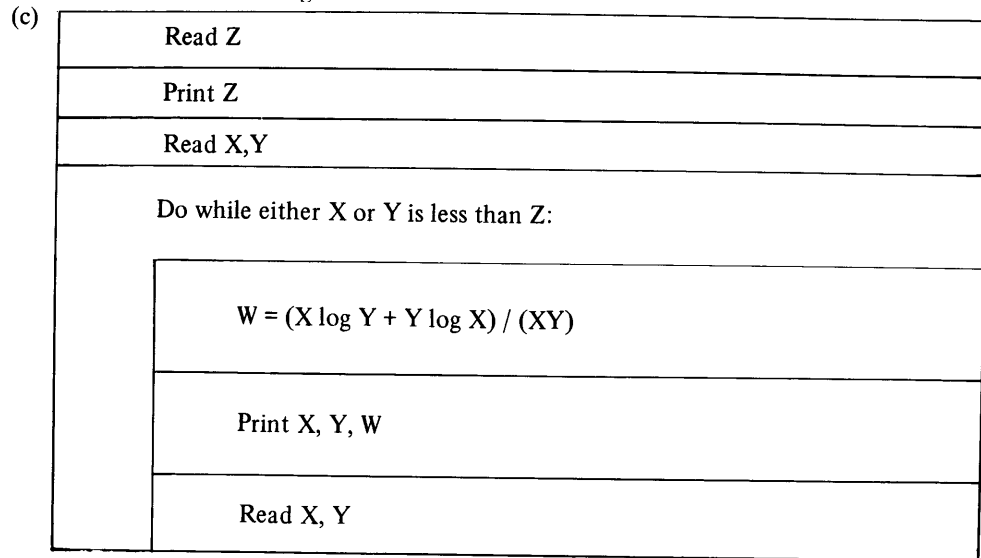 (c)
Read Z
Print Z
Read X,Y
Do while either X or Y is less than Z:
W = (X log Y + Y log X) / (XY)
Print X, Y, W
Read X, Y